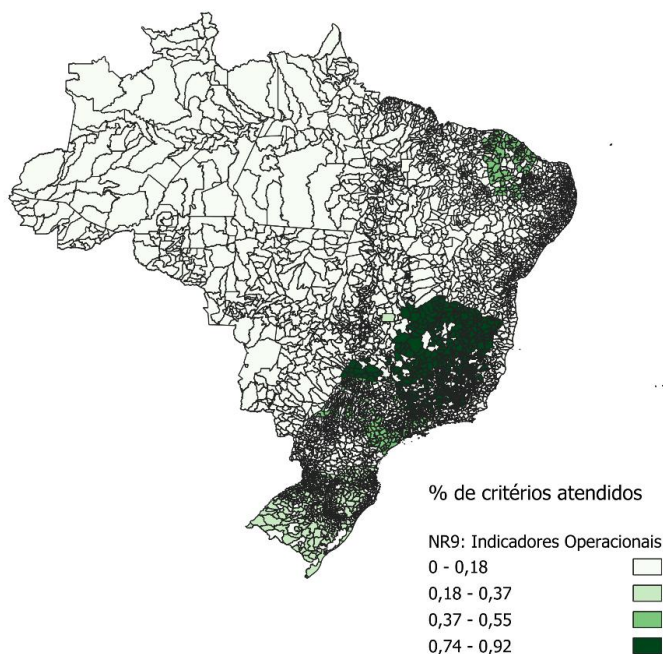 % de critérios atendidos
NR9: Indicadores Operacionais
0 - 0,18
0,18 - 0,37
0,37 - 0,55
0,74 - 0,92